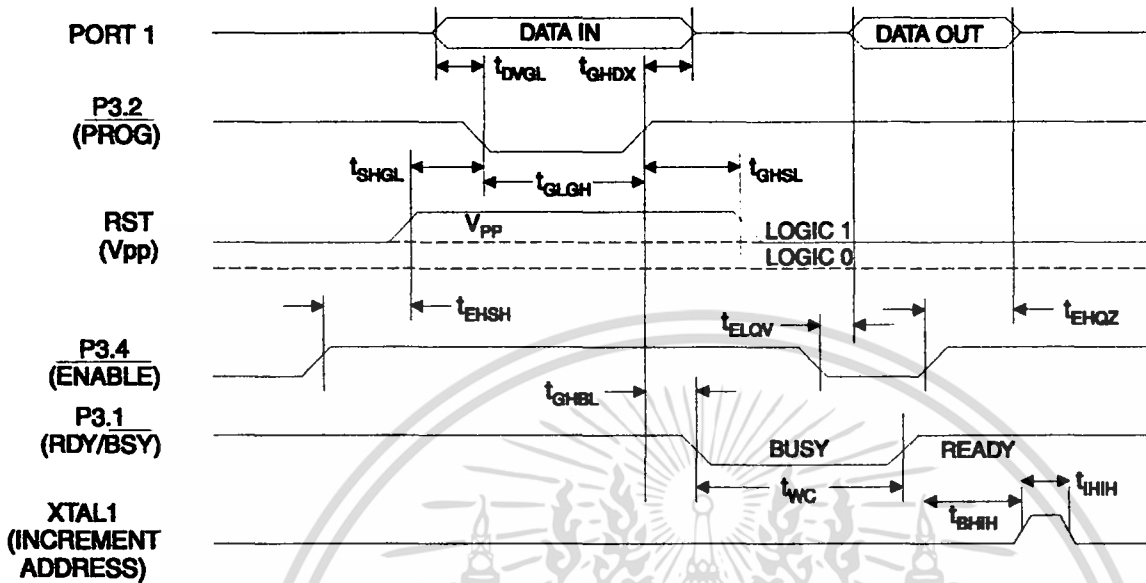 PORT 1
DATA IN
DATA OUT
tDVGL
tGHDX
P3.2
(PROG)
tSHGL
tGLGH
tGHSL
RST
(Vpp)
VPP
LOGIC 1
LOGIC 0
tEHSH
tELQV
tEHQZ
P3.4
(ENABLE)
tGHBL
P3.1
(RDY/BSY)
BUSY
READY
tWC
tIHIH
tBHIH
XTAL1
(INCREMENT
ADDRESS)